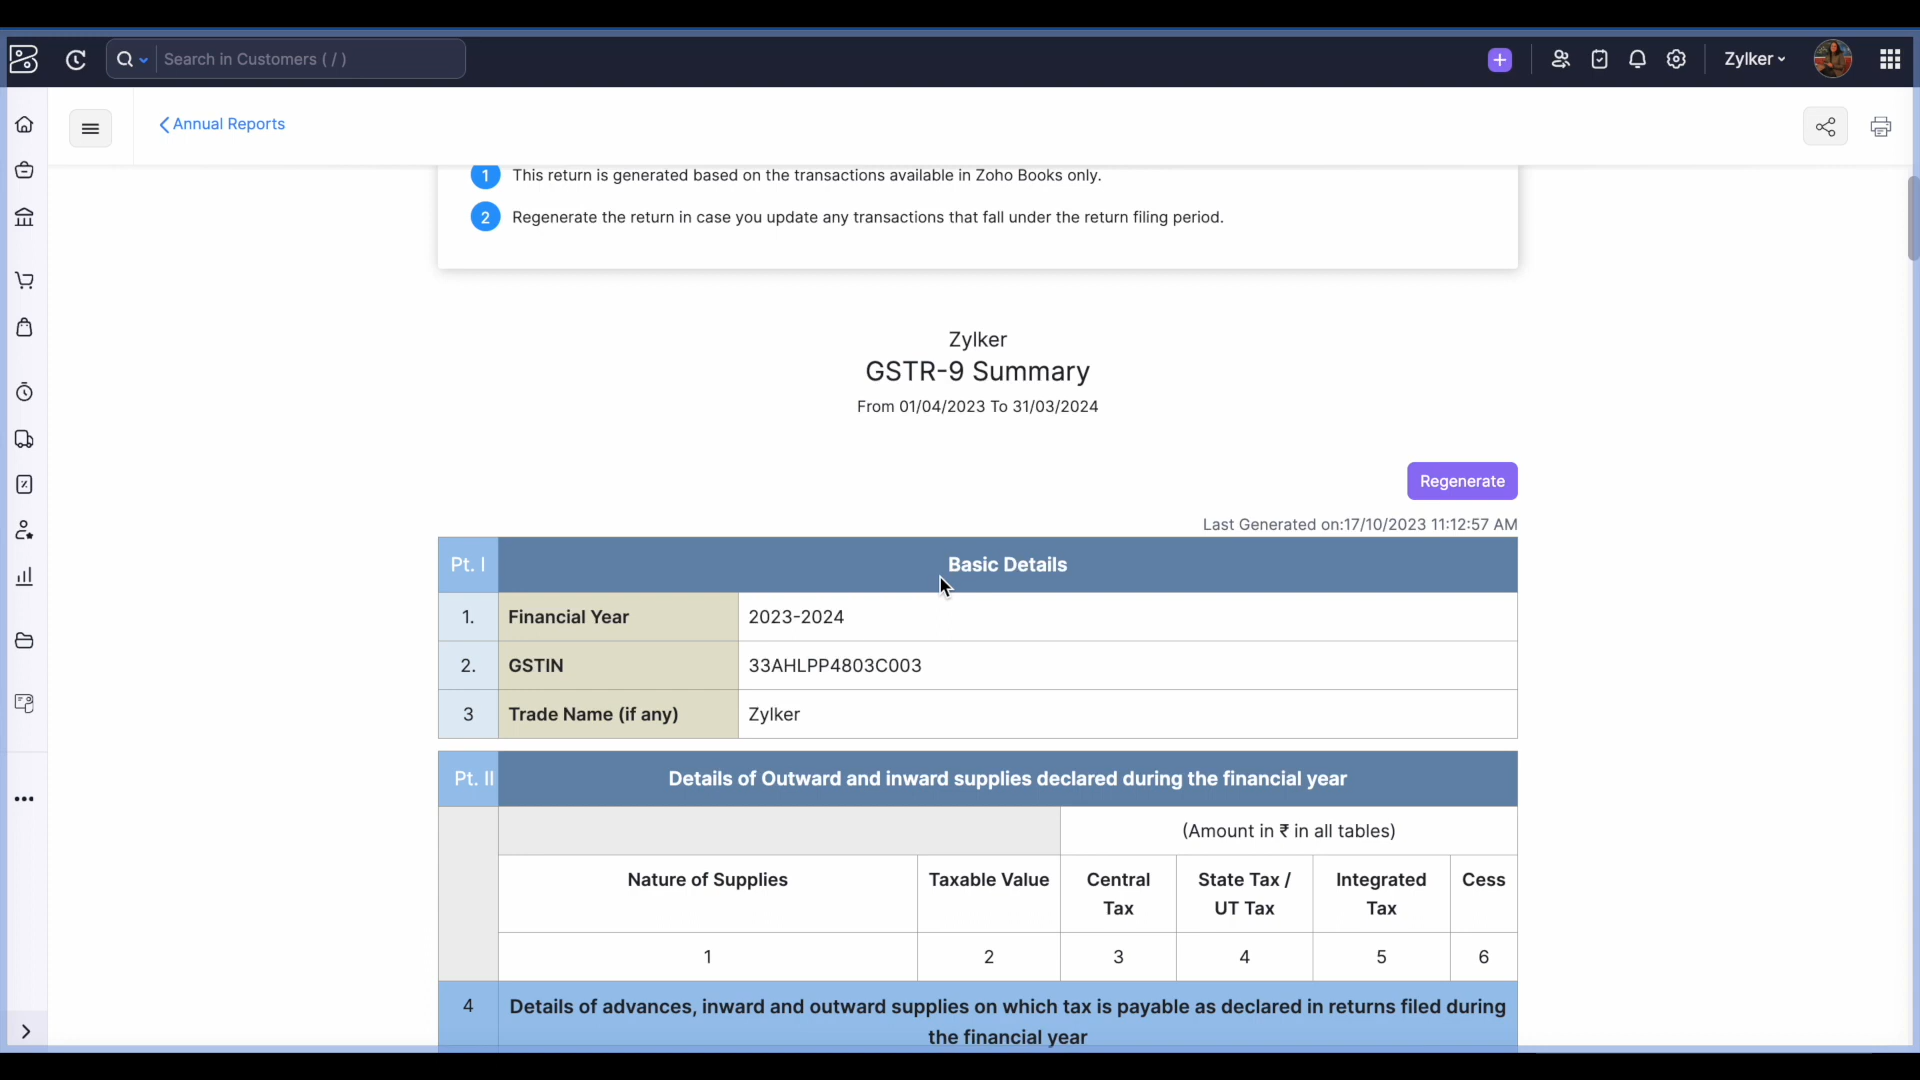 Search in Customers ( / )
Zylker
Annual Reports
1 This return is generated based on the transactions available in Zoho Books only.
2 Regenerate the return in case you update any transactions that fall under the return filing period.
Zylker
GSTR-9 Summary
From 01/04/2023 To 31/03/2024
Regenerate
Last Generated on:17/10/2023 11:12:57 AM
Pt. I Basic Details
1. Financial Year 2023-2024
2. GSTIN 33AHLPP4803C003
3 Trade Name (if any) Zylker
Pt. II Details of Outward and inward supplies declared during the financial year
(Amount in ₹ in all tables)
Nature of Supplies Taxable Value Central Tax State Tax / UT Tax Integrated Tax Cess
1 2 3 4 5 6
4 Details of advances, inward and outward supplies on which tax is payable as declared in returns filed during
the financial year